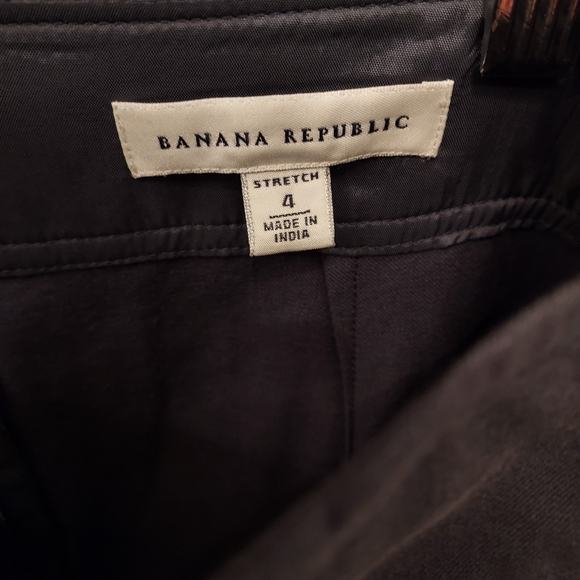 BANANA REPUBLIC
STRETCH
4
MADE IN
INDIA